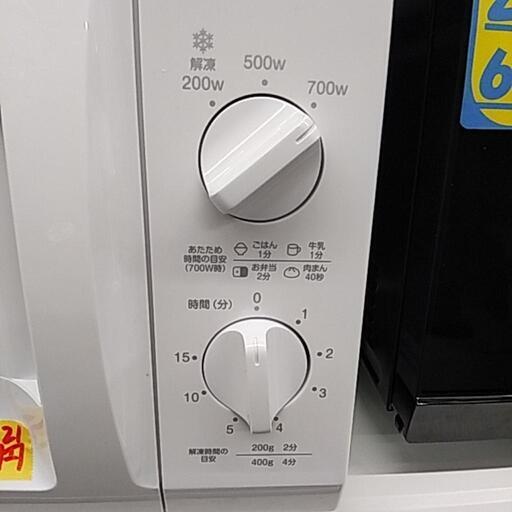 解凍
200W
500W
700W
あたため
時間の目安
(700W時)
ごはん
1分
牛乳
1分
お弁当
2分
肉まん
40秒
時間(分)
0
1
2
3
4
5
10
15
解凍時間の
目安
200g 2分
400g 4分
6
円